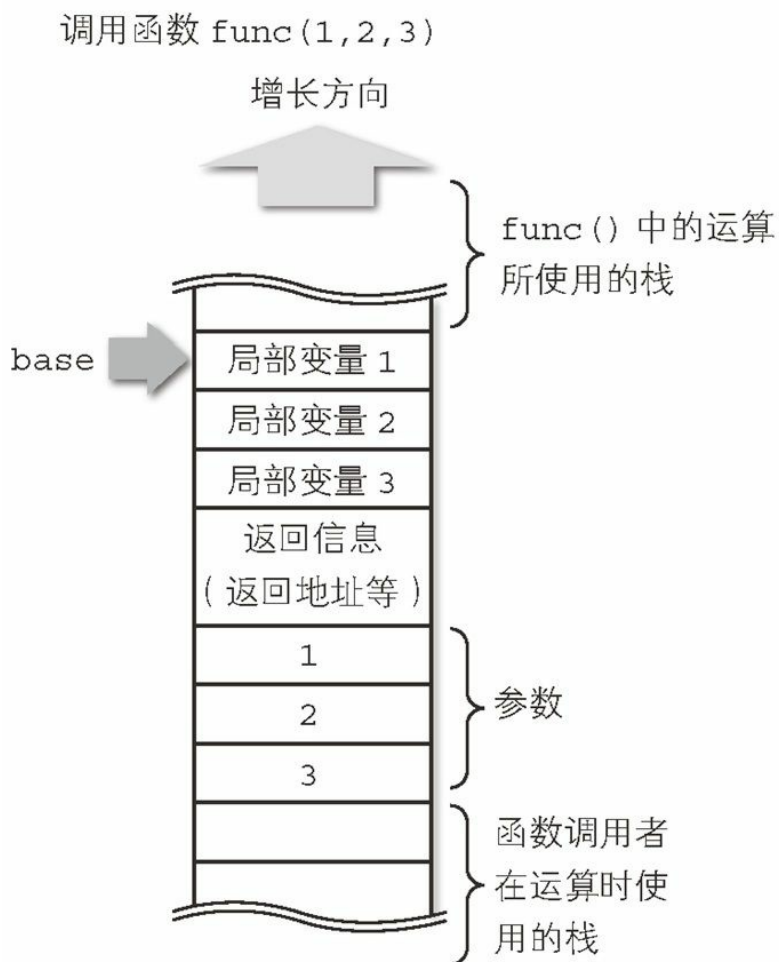 调用函数 func(1,2,3)
增长方向
func() 中的运算
所使用的栈
base
局部变量 1
局部变量 2
局部变量 3
返回信息
(返回地址等)
1
2
3
参数
函数调用者
在运算时使
用的栈